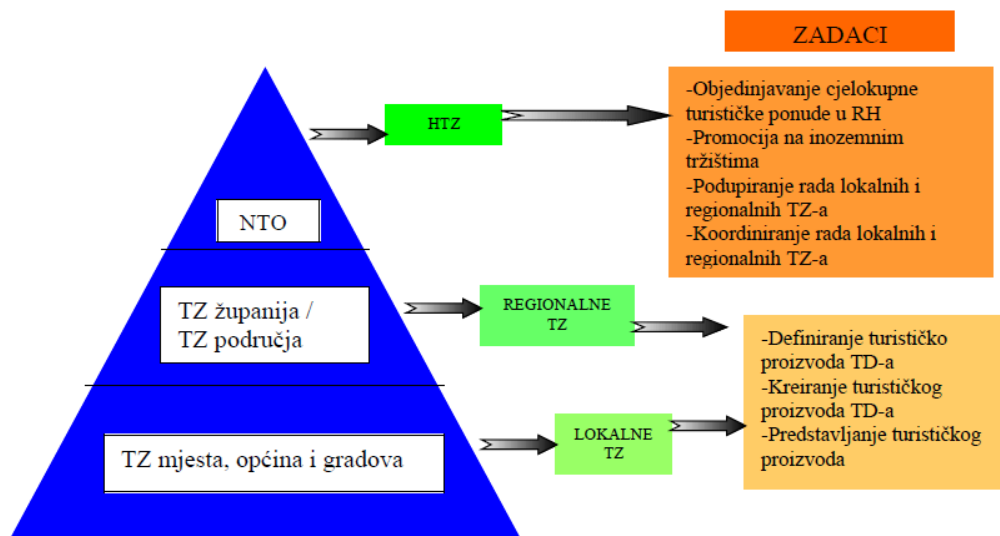 ZADACI
HTZ
-Objedinjavanje cjelokupne
turističke ponude u RH
-Promocija na inozemnim
tržištima
-Podupiranje rada lokalnih i
regionalnih TZ-a
-Koordiniranje rada lokalnih i
regionalnih TZ-a
NTO
TZ županija /
TZ područja
REGIONALNE
TZ
-Definiranje turističko
proizvoda TD-a
-Kreiranje turističkog
proizvoda TD-a
-Predstavljanje turističkog
proizvoda
TZ mjesta, općina i gradova
LOKALNE
TZ